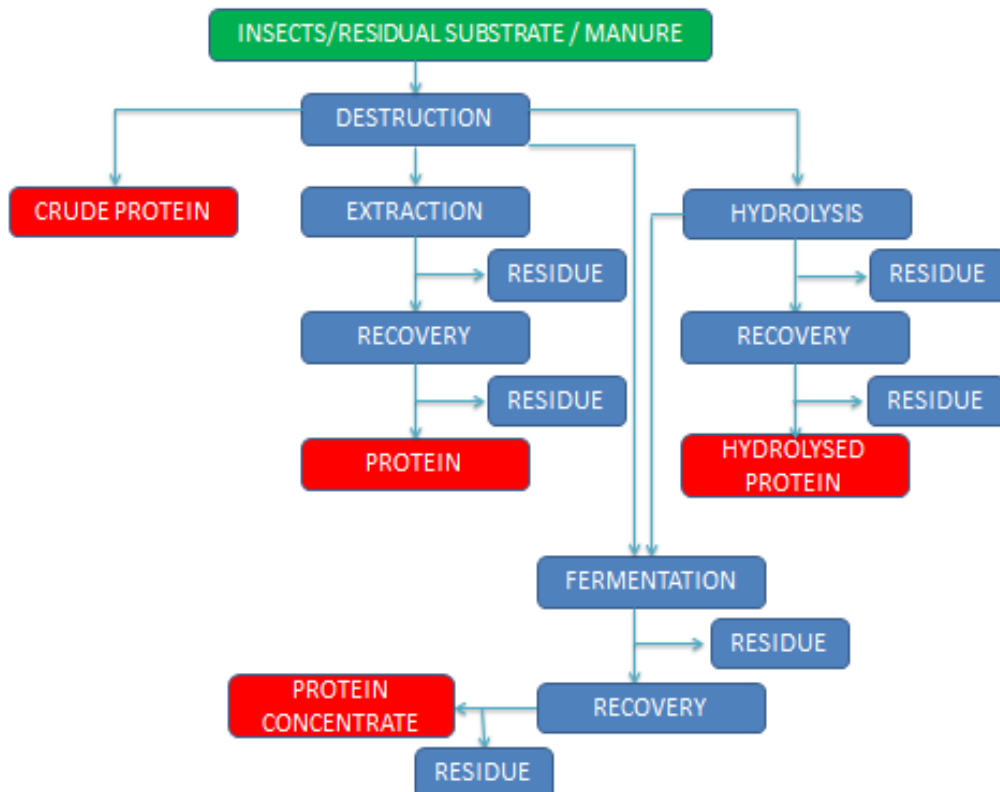 INSECTS/RESIDUAL SUBSTRATE / MANURE
DESTRUCTION
CRUDE PROTEIN
EXTRACTION
HYDROLYSIS
RESIDUE
RESIDUE
RECOVERY
RECOVERY
RESIDUE
RESIDUE
PROTEIN
HYDROLYSED
PROTEIN
FERMENTATION
RESIDUE
PROTEIN
CONCENTRATE
RECOVERY
RESIDUE